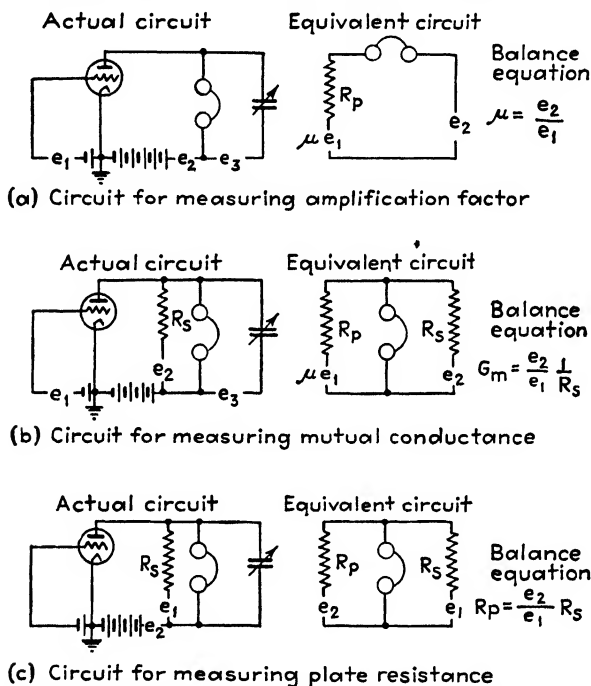 Actual circuit Equivalent circuit
Balance
equation
Rp
μe1 e2 μ = e2/e1
e1 e2 e3
(a) Circuit for measuring amplification factor
Actual circuit Equivalent circuit
Rs Rp Rs Balance
equation
e2
e1 e3 μe1 e2 Gm = e2/e1 1/Rs
(b) Circuit for measuring mutual conductance
Actual circuit Equivalent circuit
Rs Rp Rs Balance
equation
e1 e2 e1 Rp = e2/e1 Rs
e2
(c) Circuit for measuring plate resistance